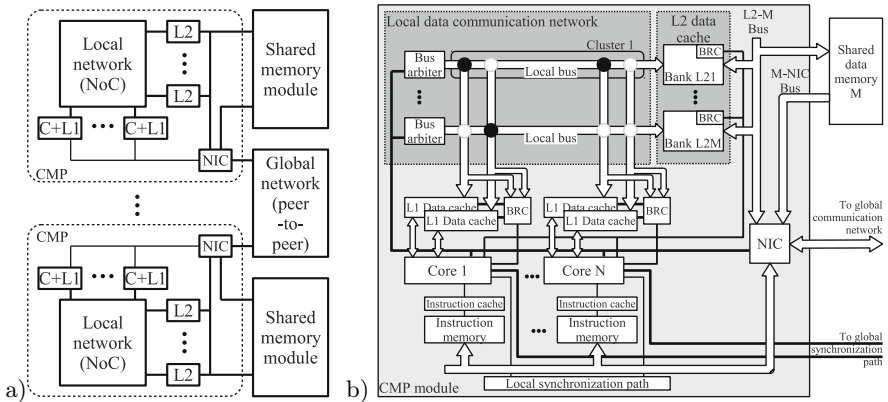 a)
Local
network
(NoC)
L2
L2
C+L1
C+L1
NIC
CMP
Shared
memory
module
Global
network
(peer
-to-
peer)
CMP
NIC
C+L1
C+L1
Local
network
(NoC)
L2
L2
Shared
memory
module
b)
Local data communication network
Cluster 1
Bus
arbiter
Local bus
Bus
arbiter
Local bus
L2 data
cache
BRC
Bank L21
BRC
Bank L2M
L2-M
Bus
M-NIC
Bus
Shared
data
memory
M
L1 Data cache
L1 Data cache
BRC
L1 Data cache
L1 Data cache
BRC
Core 1
Core N
NIC
To global
communication
network
Instruction cache
Instruction cache
Instruction
memory
Instruction
memory
To global
synchronization
path
CMP module
Local synchronization path